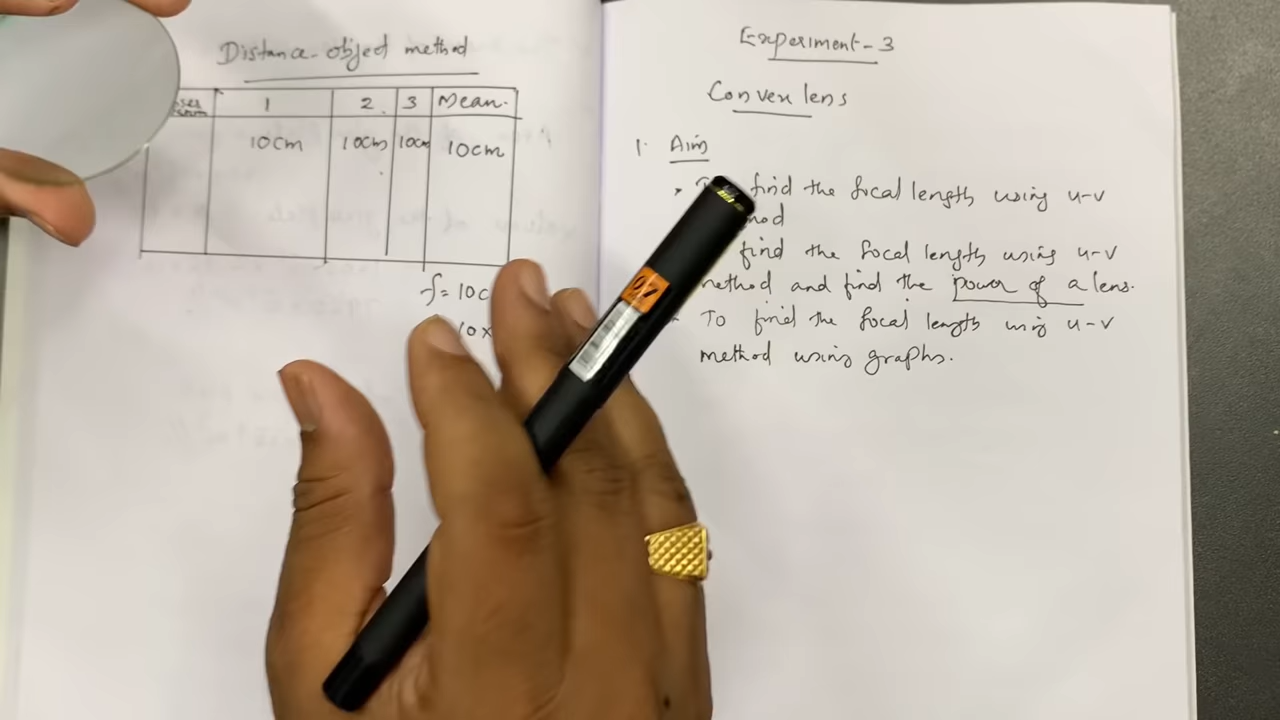 Distance-object method
1 2. 3 Mean.
10cm 10cm 10cm 10cm
f= 10c
10x
Experiment-3
Convex lens
1. Aim
find the focal length using u-v
find the focal length using u-v
method and find the power of a lens.
To find the focal length using u-v
method using graphs.